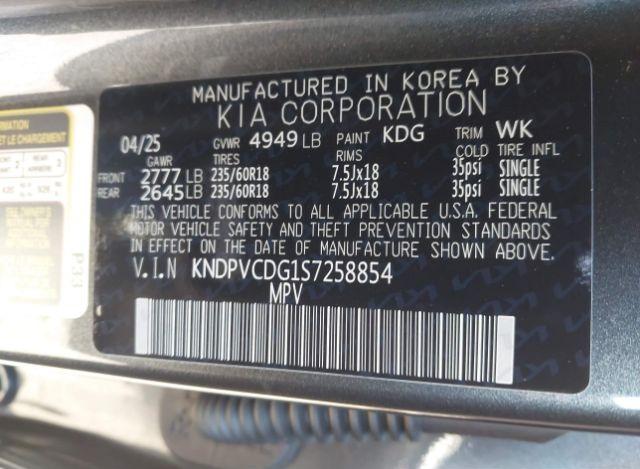 MANUFACTURED IN KOREA BY
KIA CORPORATION
04/25 GVWR 4949 LB PAINT KDG TRIM WK
GAWR TIRES RIMS COLD TIRE INFL
FRONT 2777 LB 235/60R18 7.5Jx18 35psi SINGLE
REAR 2645 LB 235/60R18 7.5Jx18 35psi SINGLE
THIS VEHICLE CONFORMS TO ALL APPLICABLE U.S.A. FEDERAL
MOTOR VEHICLE SAFETY AND THEFT PREVENTION STANDARDS
IN EFFECT ON THE DATE OF MANUFACTURE SHOWN ABOVE.
V.I.N KNDPVCDG1S7258854
MPV
ET LE CHARGEMENT
P33